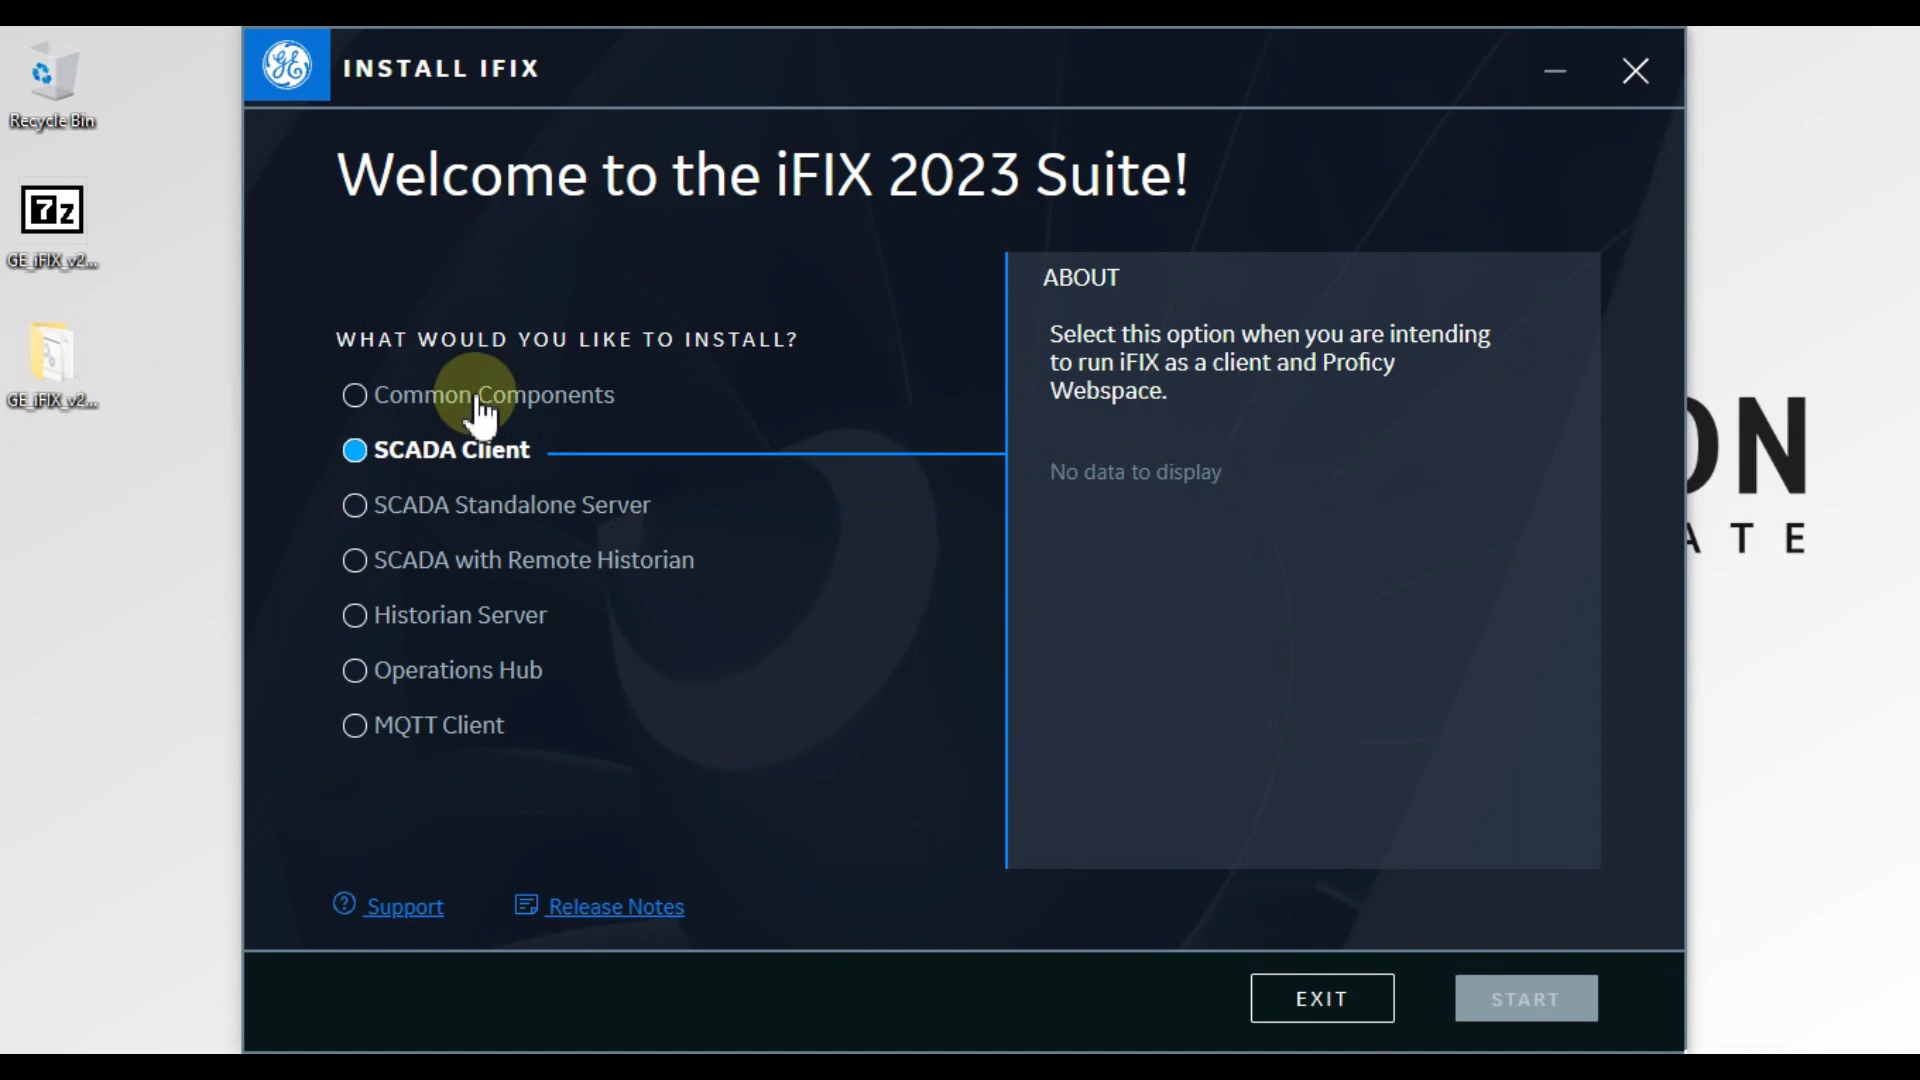 Recycle Bin
7z
GE_iFIX_v2...
GE_iFIX_v2...
GE
INSTALL IFIX
Welcome to the iFIX 2023 Suite!
WHAT WOULD YOU LIKE TO INSTALL?
Common Components
SCADA Client
SCADA Standalone Server
SCADA with Remote Historian
Historian Server
Operations Hub
MQTT Client
ABOUT
Select this option when you are intending
to run iFIX as a client and Proficy
Webspace.
No data to display
Support
Release Notes
EXIT
START
ON
ATE